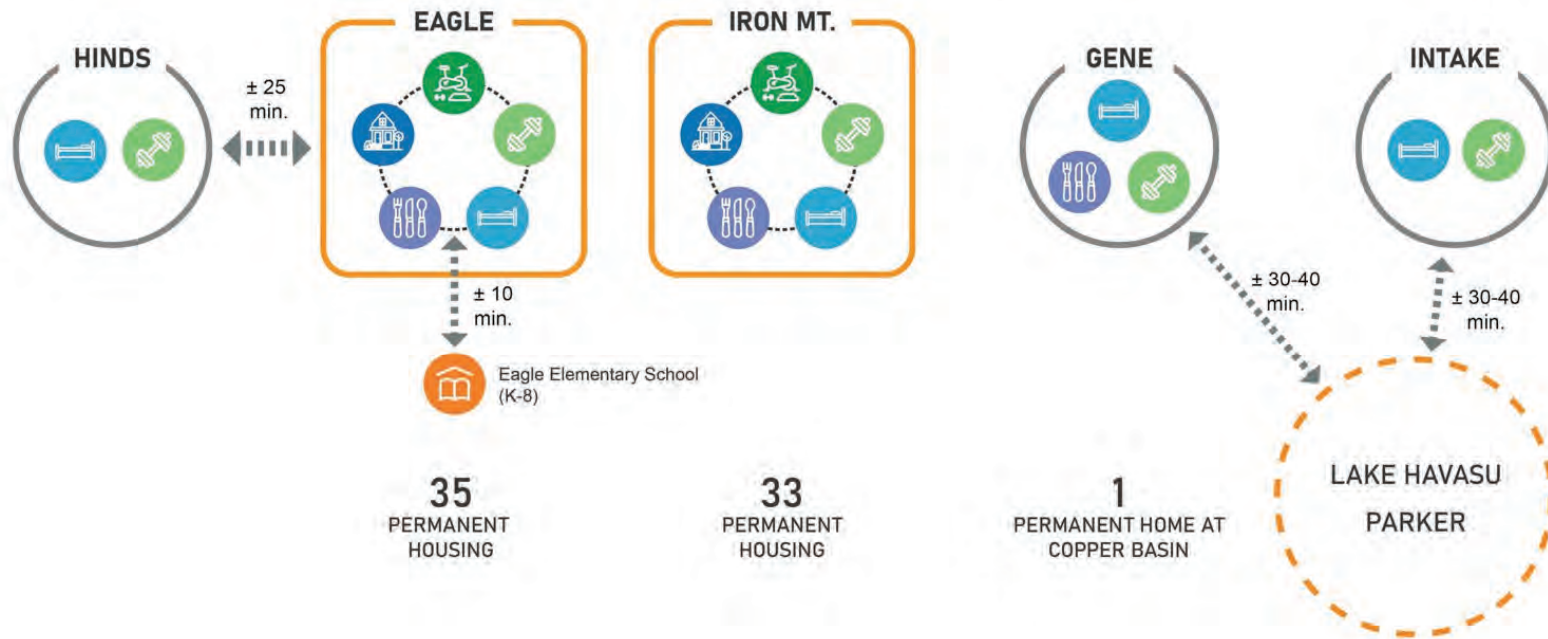 HINDS
± 25
min.
EAGLE
± 10
min.
Eagle Elementary School
(K-8)
35
PERMANENT
HOUSING
IRON MT.
33
PERMANENT
HOUSING
GENE
± 30-40
min.
1
PERMANENT HOME AT
COPPER BASIN
INTAKE
± 30-40
min.
LAKE HAVASU
PARKER